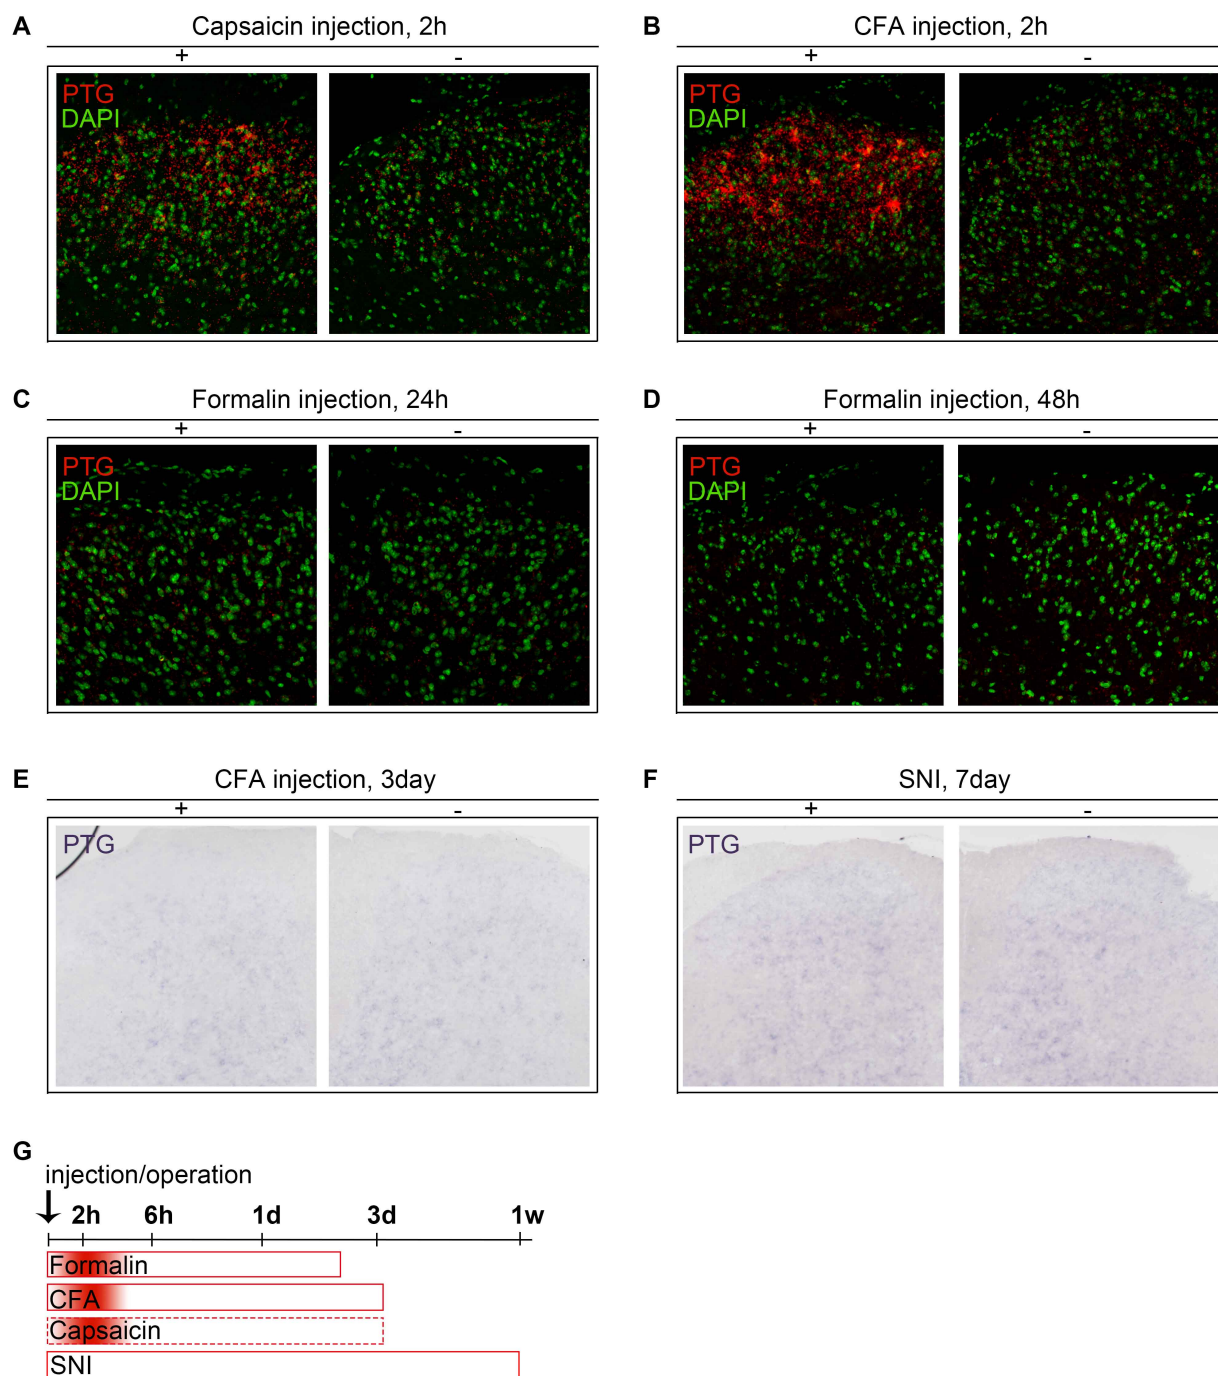 A
Capsaicin injection, 2h
+ -
PTG
DAPI
B
CFA injection, 2h
+ -
PTG
DAPI
C
Formalin injection, 24h
+ -
PTG
DAPI
D
Formalin injection, 48h
+ -
PTG
DAPI
E
CFA injection, 3day
+ -
PTG
F
SNI, 7day
+ -
PTG
G
injection/operation
2h 6h 1d 3d 1w
Formalin
CFA
Capsaicin
SNI